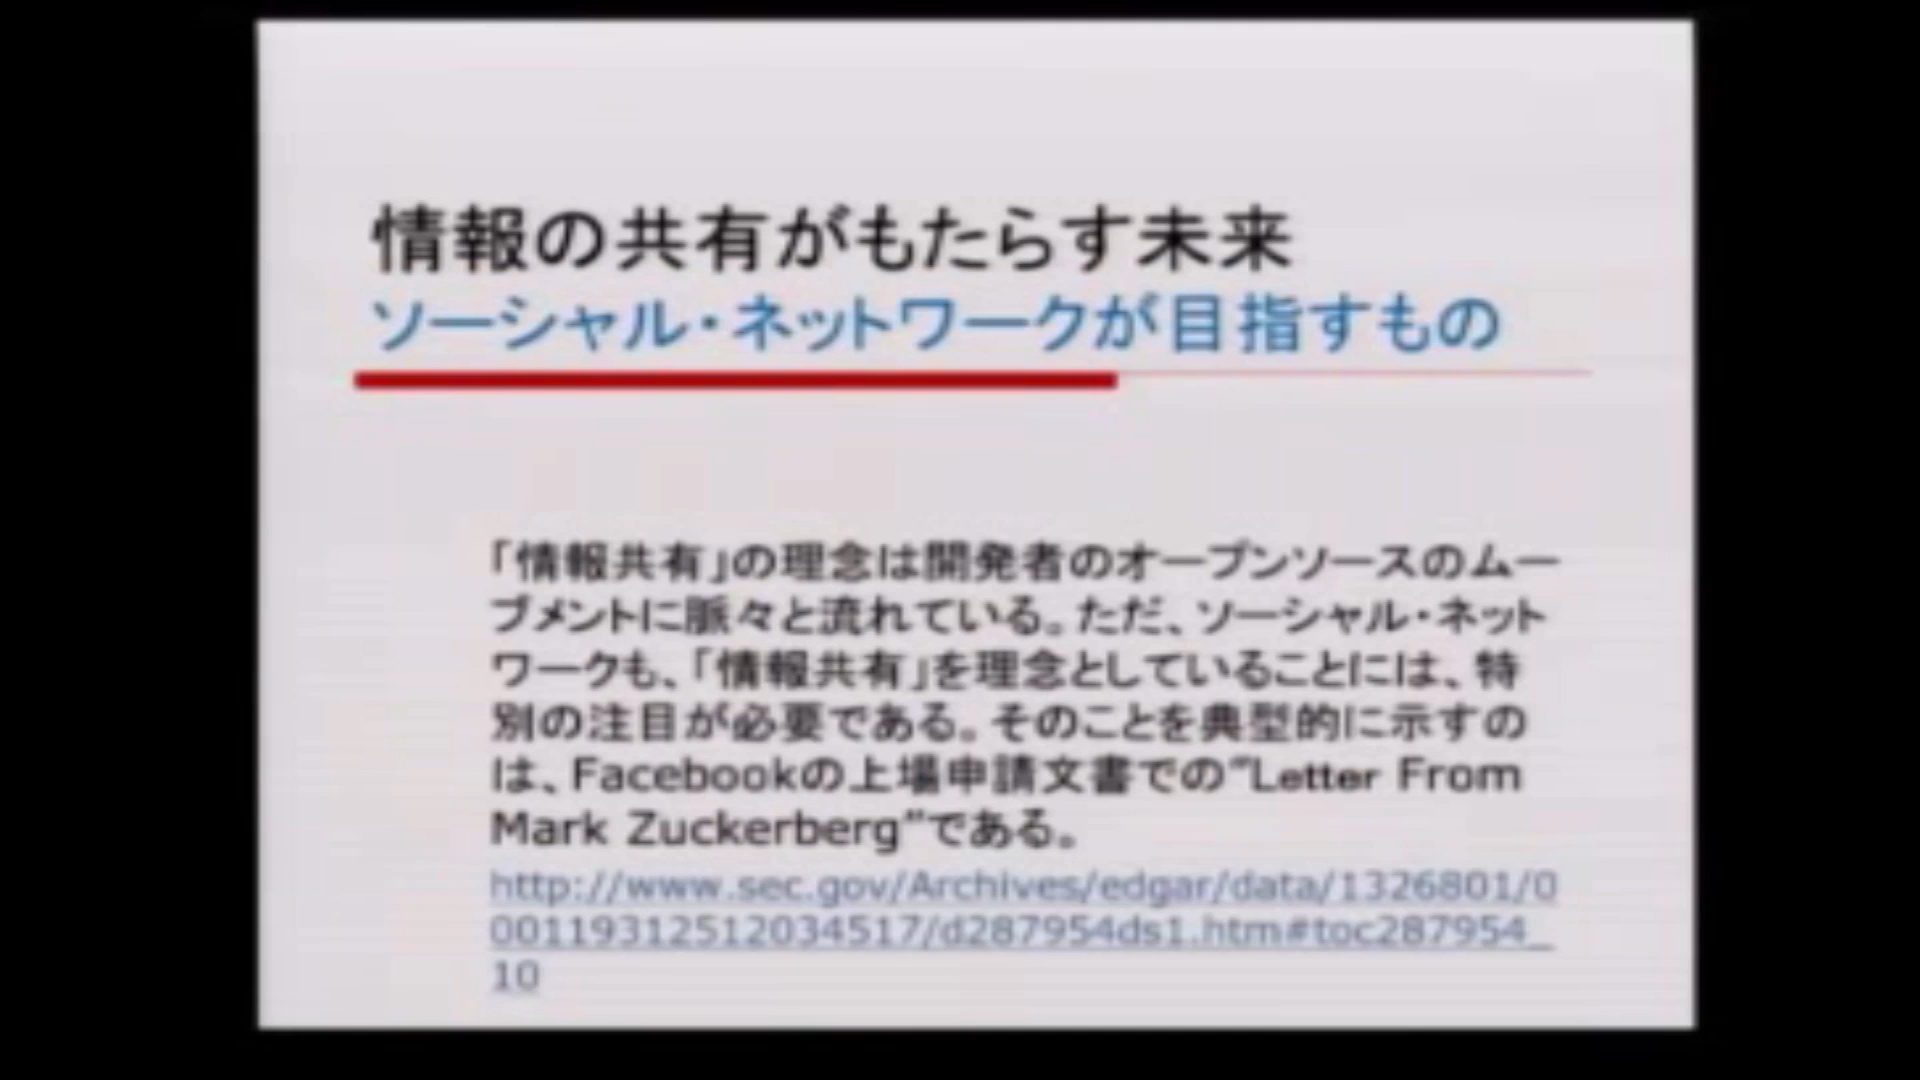 情報の共有がもたらす未来
ソーシャル・ネットワークが目指すもの
「情報共有」の理念は開発者のオープンソースのムー
ブメントに脈々と流れている。ただ、ソーシャル・ネット
ワークも、「情報共有」を理念としていることには、特
別の注目が必要である。そのことを典型的に示すの
は、Facebookの上場申請文書での"Letter From
Mark Zuckerberg"である。
http://www.sec.gov/Archives/edgar/data/1326801/0
00119312512034517/d287954ds1.htm#toc287954_
10